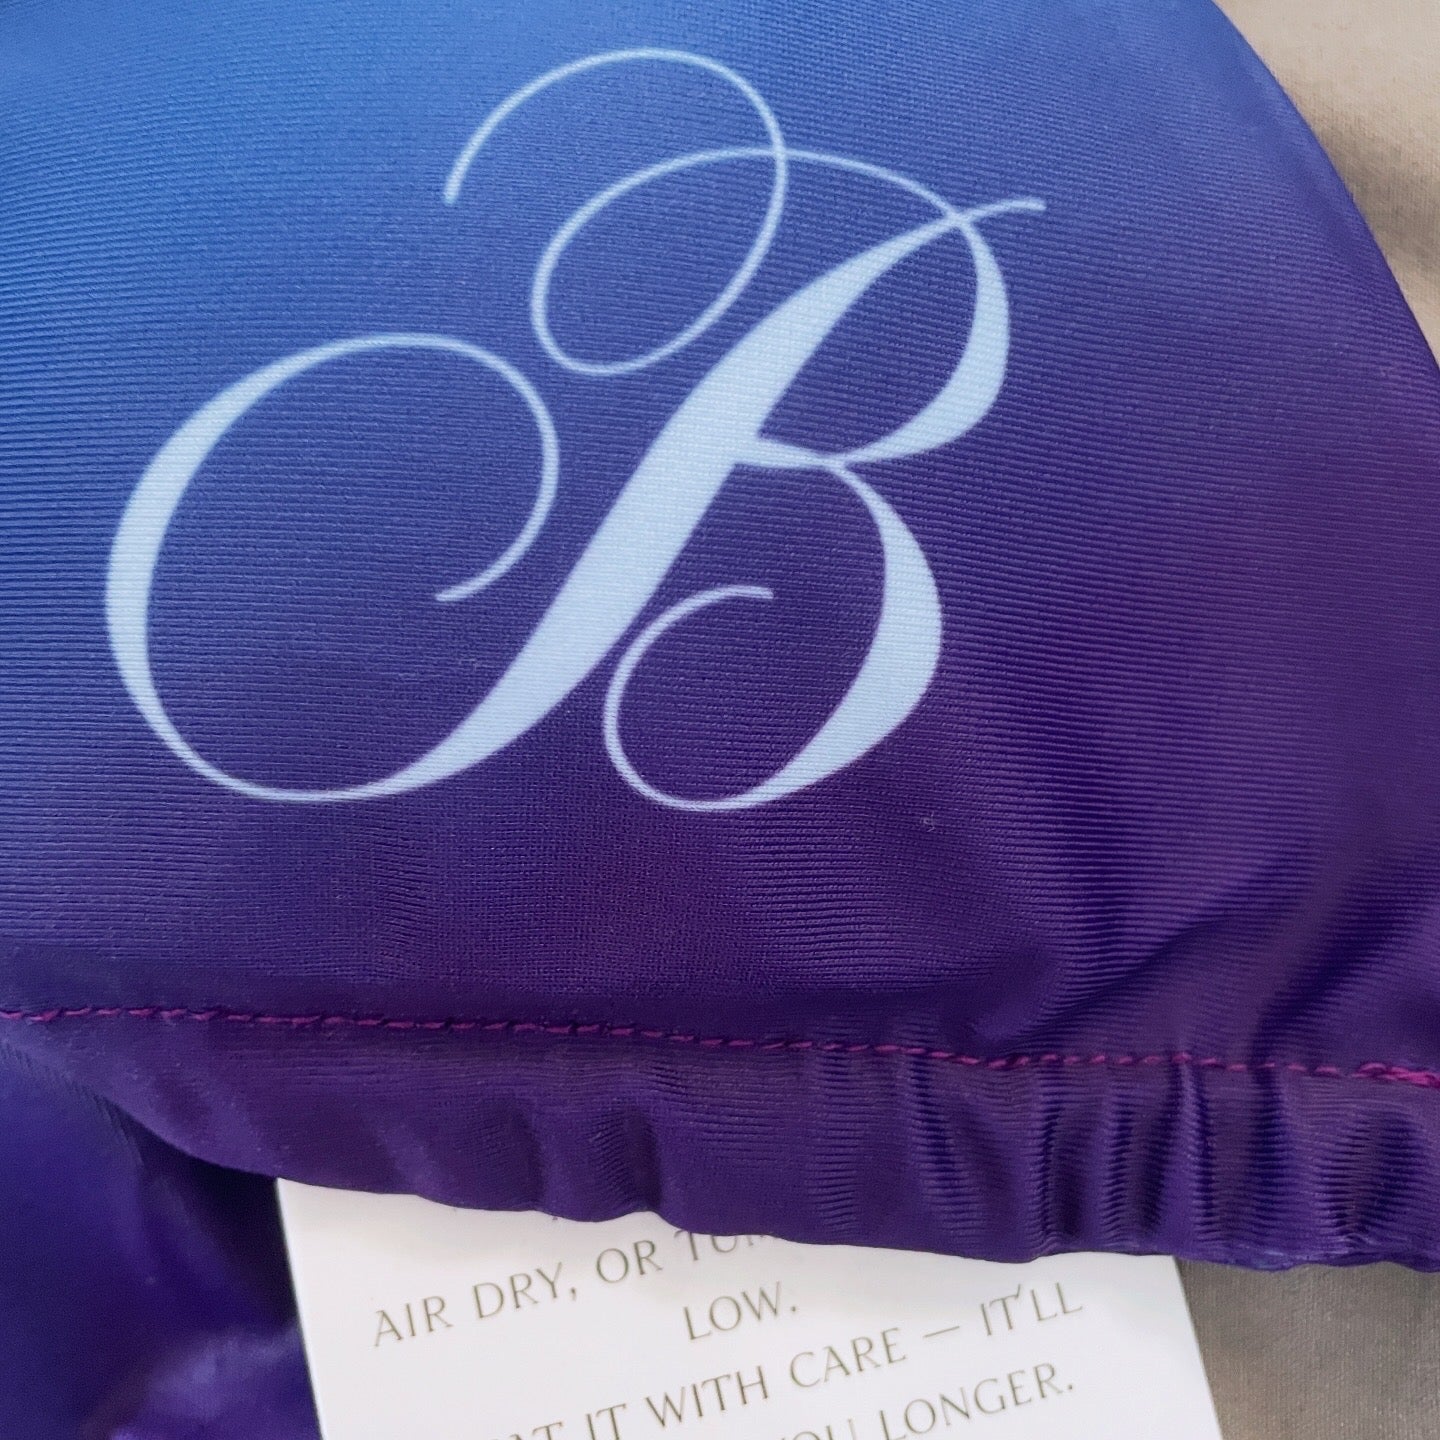 B
AIR DRY, OR
LOW.
IT WITH CARE — IT'LL
YOU LONGER.